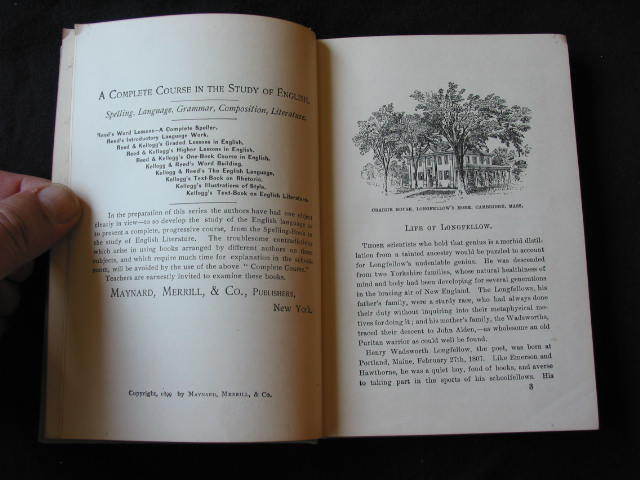 A COMPLETE COURSE IN THE STUDY OF ENGLISH.
Spelling, Language, Grammar, Composition, Literature.
Reed's Word Lessons—A Complete Speller.
Reed's Introductory Language Work.
Reed & Kellogg's Graded Lessons in English.
Reed & Kellogg's Higher Lessons in English.
Reed & Kellogg's One-Book Course in English.
Kellogg & Reed's Word Building.
Kellogg & Reed's The English Language.
Kellogg's Text-Book on Rhetoric.
Kellogg's Illustrations of Style.
Kellogg's Text-Book on English Literature.
In the preparation of this series the authors have had one object
clearly in view—to so develop the study of the English language as
to present a complete, progressive course, from the Spelling-Book to
the study of English Literature. The troublesome contradictions
which arise in using books arranged by different authors on these
subjects, and which require much time for explanation in the school-
room, will be avoided by the use of the above "Complete Course."
Teachers are earnestly invited to examine these books.
MAYNARD, MERRILL, & CO., PUBLISHERS,
NEW YORK.
Copyright, 1899 by MAYNARD, MERRILL, & CO.
CRAIGIE HOUSE, LONGFELLOW'S HOME, CAMBRIDGE, MASS.
LIFE OF LONGFELLOW.
THOSE scientists who hold that genius is a morbid distil-
lation from a tainted ancestry would be puzzled to account
for Longfellow's undeniable genius. He was descended
from two Yorkshire families, whose natural healthiness of
mind and body had been developing for several generations
in the bracing air of New England. The Longfellows, his
father's family, were a sturdy race, who had always done
their duty without inquiring into their metaphysical mo-
tives for doing it; and his mother's family, the Wadsworths,
traced their descent to John Alden,—as wholesome an old
Puritan warrior as could well be found.
Henry Wadsworth Longfellow, the poet, was born at
Portland, Maine, February 27th, 1807. Like Emerson and
Hawthorne, he was a quiet boy, fond of books, and averse
to taking part in the sports of his schoolfellows. His
3